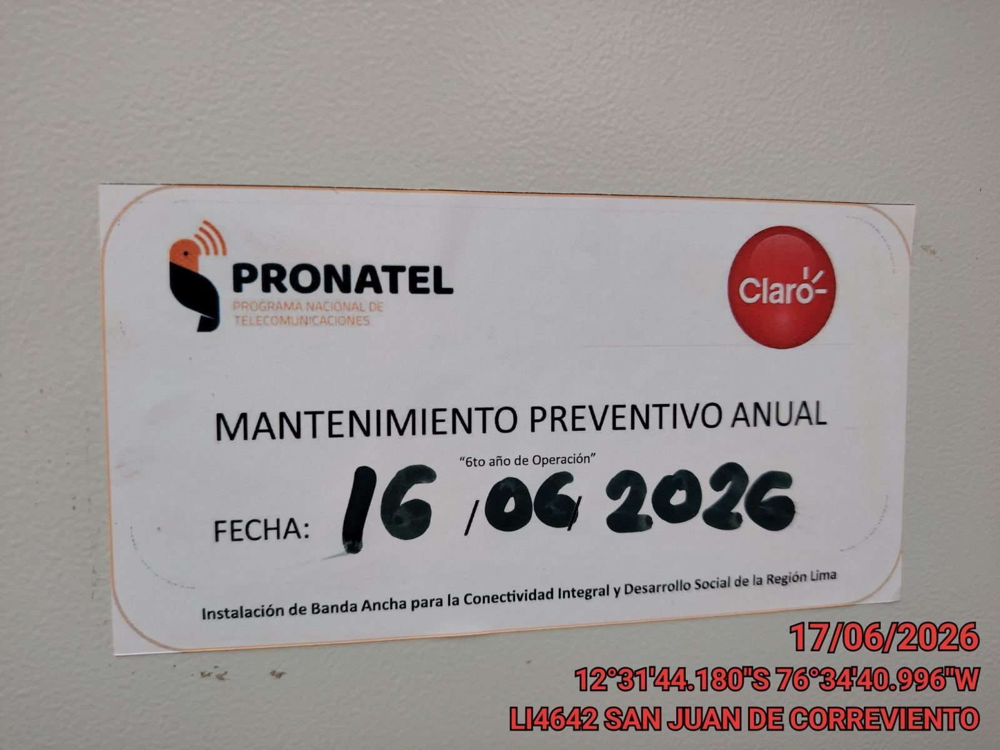 PRONATEL
PROGRAMA NACIONAL DE
TELECOMUNICACIONES
Claro
MANTENIMIENTO PREVENTIVO ANUAL
“6to año de Operación”
FECHA: 16 / 06 / 2026
Instalación de Banda Ancha para la Conectividad Integral y Desarrollo Social de la Región Lima
17/06/2026
12°31'44.180"S 76°34'40.996"W
LI4642 SAN JUAN DE CORREVIENTO